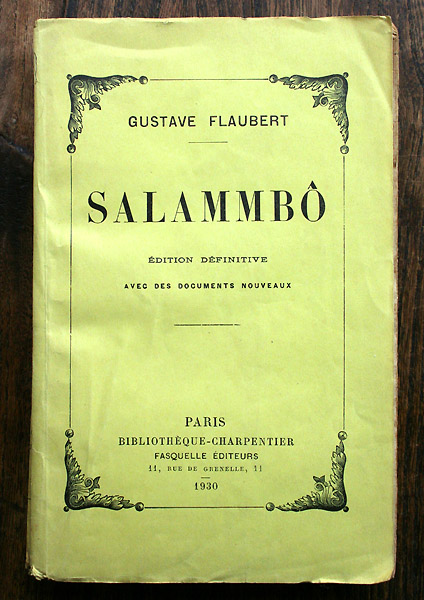 GUSTAVE FLAUBERT
SALAMMBÔ
ÉDITION DÉFINITIVE
AVEC DES DOCUMENTS NOUVEAUX
PARIS
BIBLIOTHÈQUE-CHARPENTIER
FASQUELLE ÉDITEURS
11, RUE DE GRENELLE, 11
1930